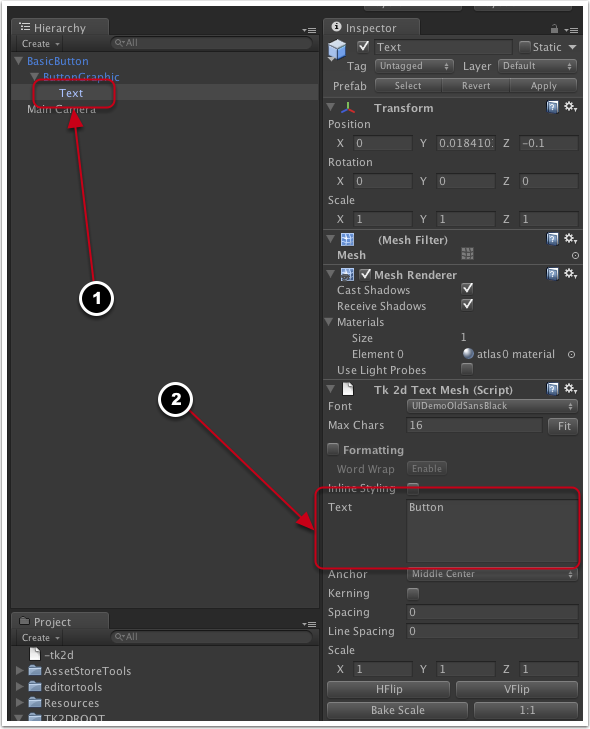 Hierarchy
Create
All
BasicButton
ButtonGraphic
Text
Main Camera
1
2
Project
Create
All
-tk2d
AssetStoreTools
editortools
Resources
TK2DROOT
Inspector
Text
Static
Tag Untagged Layer Default
Prefab Select Revert Apply
Transform
Position
X 0 Y 0.018410 Z -0.1
Rotation
X 0 Y 0 Z 0
Scale
X 1 Y 1 Z 1
(Mesh Filter)
Mesh
Mesh Renderer
Cast Shadows
Receive Shadows
Materials
Size 1
Element 0 atlas0 material
Use Light Probes
Tk 2d Text Mesh (Script)
Font UIDemoOldSansBlack
Max Chars 16 Fit
Formatting
Word Wrap Enable
Inline Styling
Text Button
Anchor Middle Center
Kerning
Spacing 0
Line Spacing 0
Scale
X 1 Y 1 Z 1
HFlip VFlip
Bake Scale 1:1